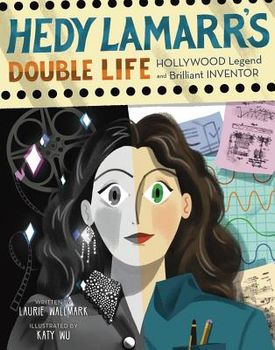 HEDY LAMARR'S
DOUBLE LIFE
HOLLYWOOD Legend
and Brilliant INVENTOR
WRITTEN BY
LAURIE WALLMARK
ILLUSTRATED BY
KATY WU